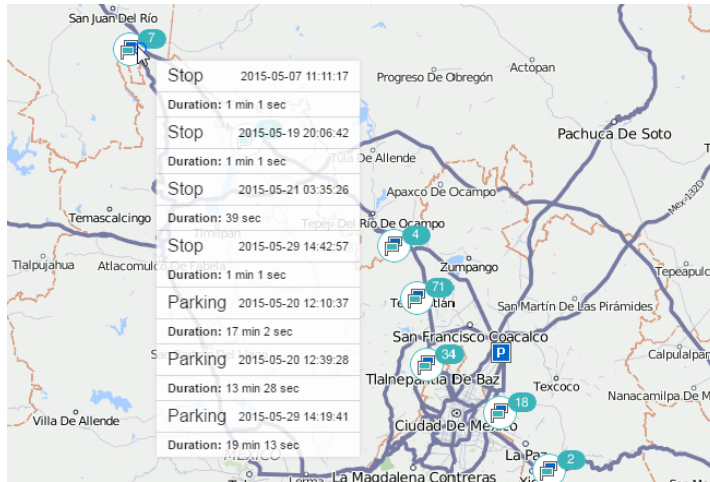 San Juan Del Río
7
Stop 2015-05-07 11:11:17
Duration: 1 min 1 sec
Stop 2015-05-19 20:06:42
Duration: 1 min 1 sec
Stop 2015-05-21 03:35:26
Duration: 39 sec
Stop 2015-05-29 14:42:57
Duration: 1 min 1 sec
Parking 2015-05-20 12:10:37
Duration: 17 min 2 sec
Parking 2015-05-20 12:39:28
Duration: 13 min 28 sec
Parking 2015-05-29 14:19:41
Duration: 19 min 13 sec
Actopan
Progreso De Obregón
Pachuca De Soto
Tula De Allende
Apaxco De Ocampo
Mex-132D
Temascalcingo
Tepeji Del Río De Ocampo
Timilpan
4
Tlalpujahua
Atlacomulco De Fabela
Zumpango
Tepeapulc
71
San Martín De Las Pirámides
San Francisco Coacalco
34
P
Calpulalpan
Tlalnepantla De Baz
Texcoco
Nanacamilpa De M
18
Villa De Allende
Ciudad De México
La Paz
2
MÉXICO
Lerma
La Magdalena Contreras